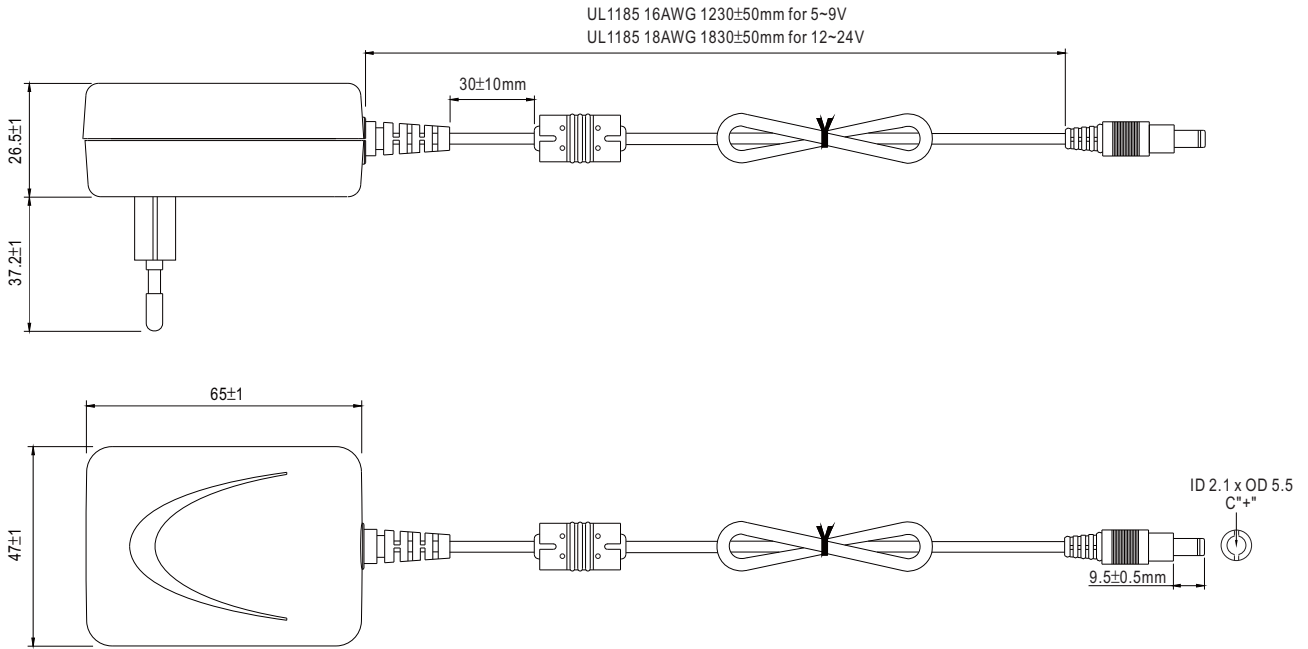 UL1185 16AWG 1230±50mm for 5~9V
UL1185 18AWG 1830±50mm for 12~24V
30±10mm
26.5±1
37.2±1
65±1
47±1
ID 2.1 x OD 5.5
C"+"
9.5±0.5mm